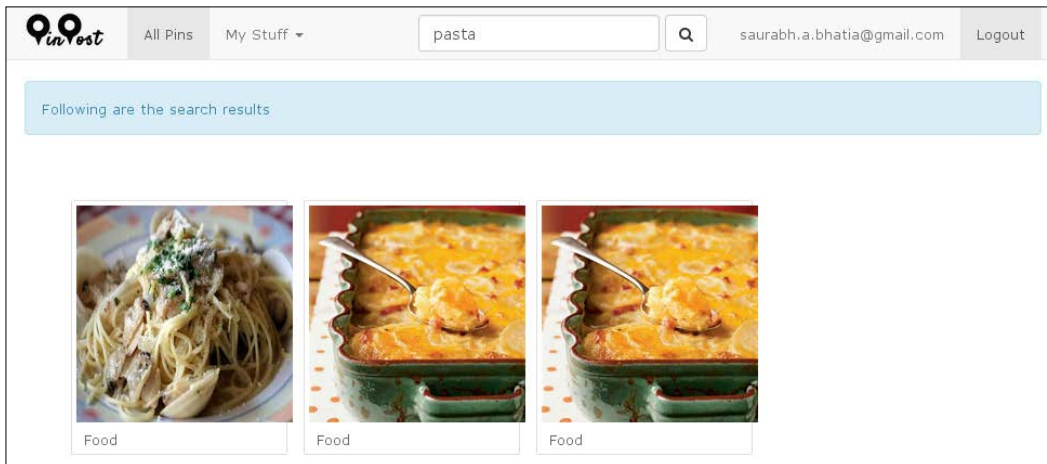 PinPost
All Pins
My Stuff
pasta
saurabh.a.bhatia@gmail.com
Logout
Following are the search results
Food
Food
Food